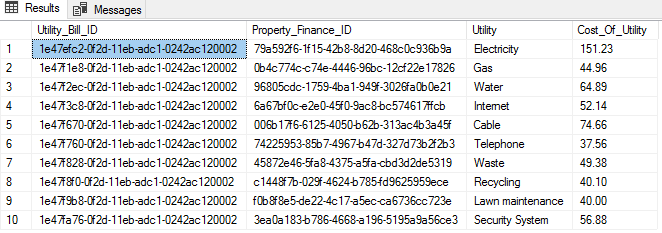 Results Messages
Utility_Bill_ID Property_Finance_ID Utility Cost_Of_Utility
1 1e47efc2-0f2d-11eb-adc1-0242ac120002 79a592f6-1f15-42b8-8d20-468c0c936b9a Electricity 151.23
2 1e47f1e8-0f2d-11eb-adc1-0242ac120002 0b4c774c-c74e-4446-96bc-12cf22e17826 Gas 44.96
3 1e47f2ec-0f2d-11eb-adc1-0242ac120002 96805cdc-1759-4ba1-949f-3026fa0b0e21 Water 64.89
4 1e47f3c8-0f2d-11eb-adc1-0242ac120002 6a67bf0c-e2e0-45f0-9ac8-bc574617ffcb Internet 52.14
5 1e47f670-0f2d-11eb-adc1-0242ac120002 006b17f6-6125-4050-b62b-313ac4b3a45f Cable 74.66
6 1e47f760-0f2d-11eb-adc1-0242ac120002 74225953-85b7-4967-b47d-327d73b2f2b3 Telephone 37.56
7 1e47f828-0f2d-11eb-adc1-0242ac120002 45872e46-5fa8-4375-a5fa-cbd3d2de5319 Waste 49.38
8 1e47f8f0-0f2d-11eb-adc1-0242ac120002 c1448f7b-029f-4624-b785-fd9625959ece Recycling 40.10
9 1e47f9b8-0f2d-11eb-adc1-0242ac120002 f0b8f8e5-de22-4c17-a5ec-ca6736cc723e Lawn maintenance 40.00
10 1e47fa76-0f2d-11eb-adc1-0242ac120002 3ea0a183-b786-4668-a196-5195a9a56ce3 Security System 56.88